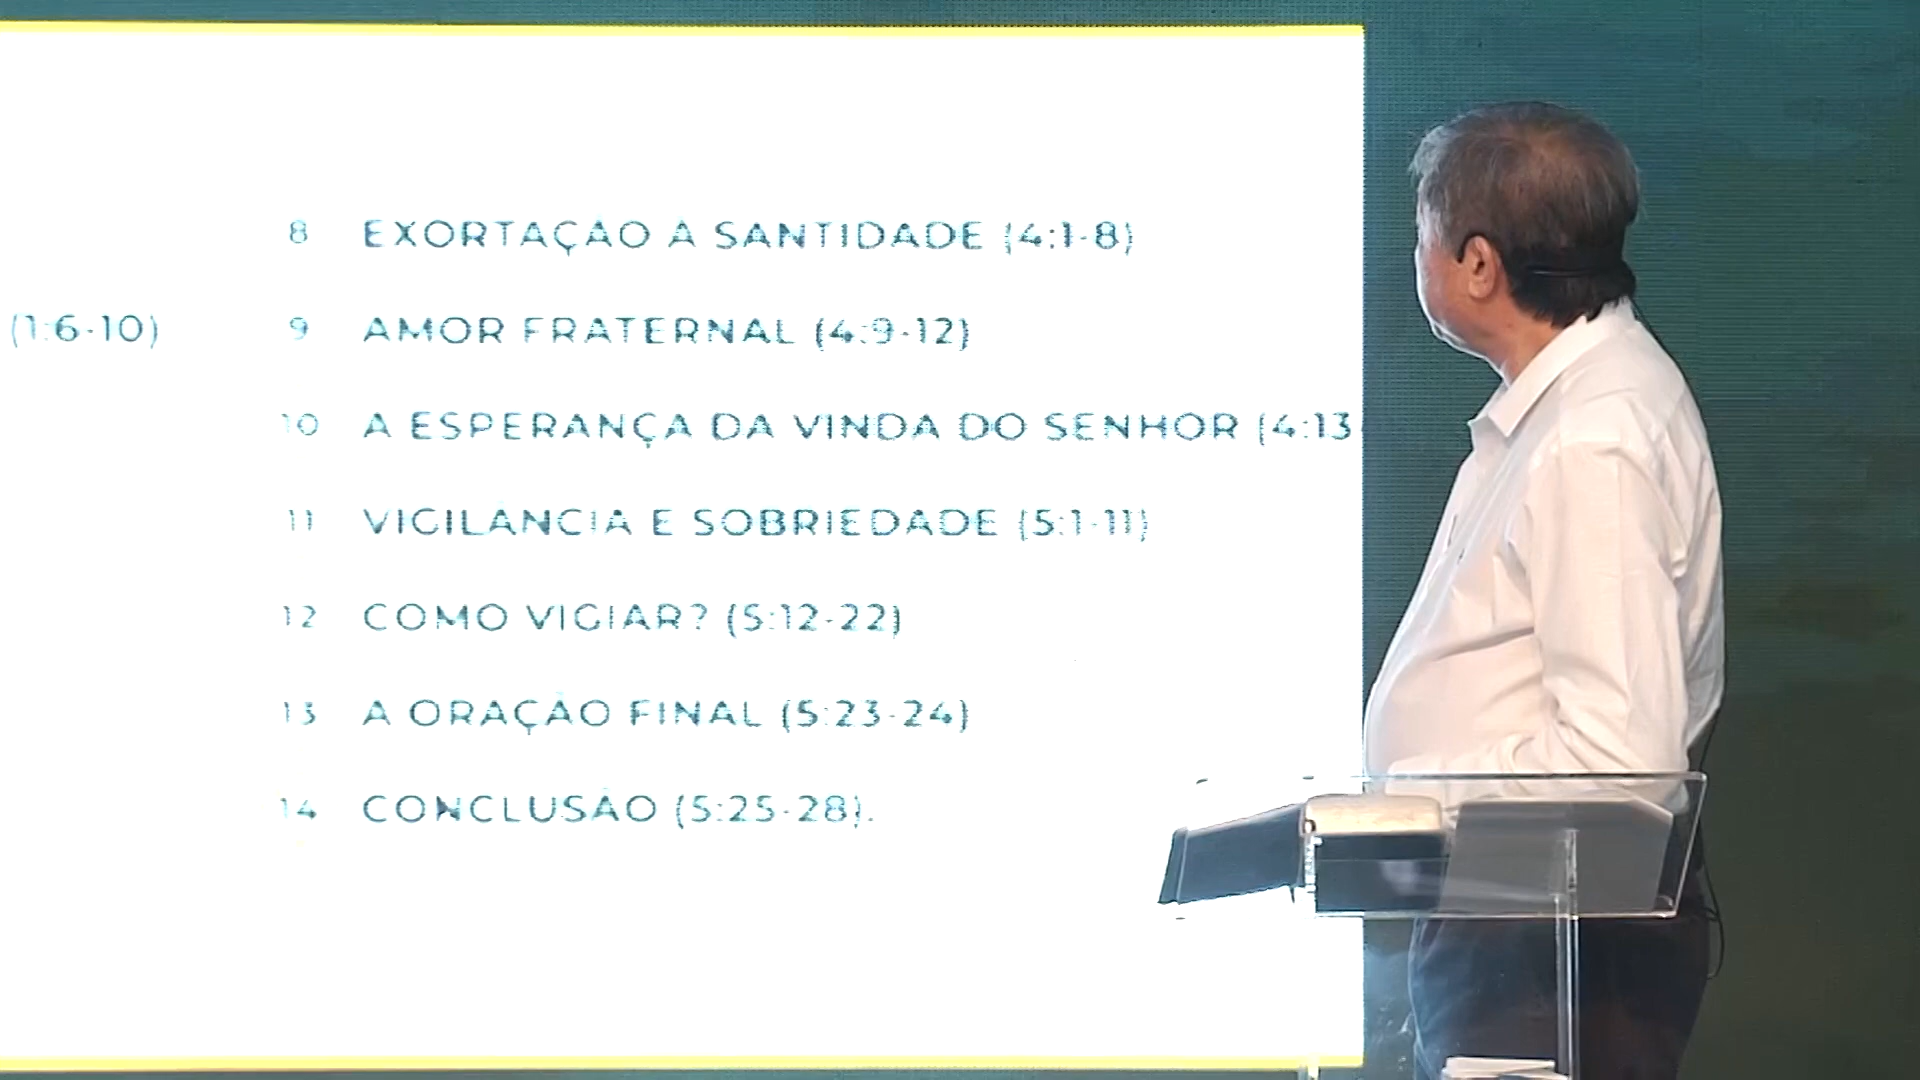 8 EXORTAÇÃO À SANTIDADE (4:1-8)
(1:6-10)
9 AMOR FRATERNAL (4:9-12)
10 A ESPERANÇA DA VINDA DO SENHOR (4:13
11 VIGILÂNCIA E SOBRIEDADE (5:1-11)
12 COMO VIGIAR? (5:12-22)
13 A ORAÇÃO FINAL (5:23-24)
14 CONCLUSÃO (5:25-28).